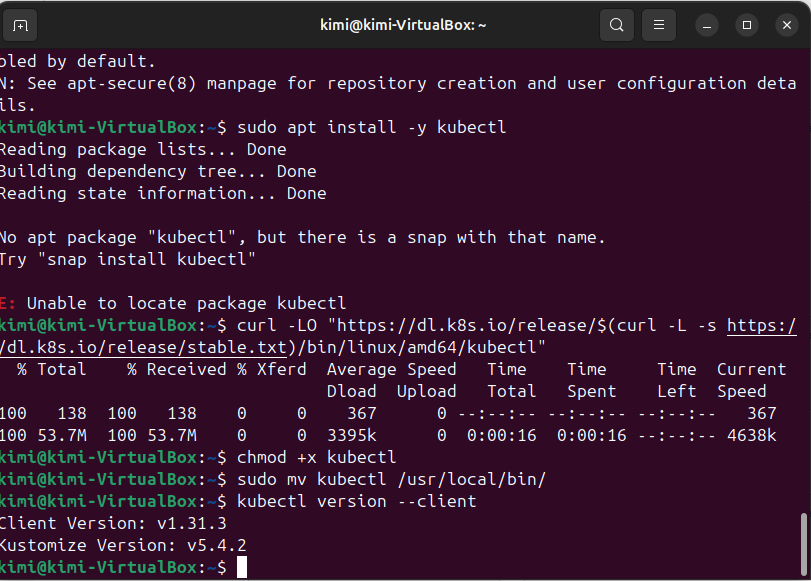 kimi@kimi-VirtualBox: ~
bled by default.
N: See apt-secure(8) manpage for repository creation and user configuration deta
ils.
kimi@kimi-VirtualBox:~$ sudo apt install -y kubectl
Reading package lists... Done
Building dependency tree... Done
Reading state information... Done
No apt package "kubectl", but there is a snap with that name.
Try "snap install kubectl"
E: Unable to locate package kubectl
kimi@kimi-VirtualBox:~$ curl -LO "https://dl.k8s.io/release/$(curl -L -s https:/
/dl.k8s.io/release/stable.txt)/bin/linux/amd64/kubectl"
% Total % Received % Xferd Average Speed Time Time Time Current
Dload Upload Total Spent Left Speed
100 138 100 138 0 0 367 0 --:--:-- --:--:-- --:--:-- 367
100 53.7M 100 53.7M 0 0 3395k 0 0:00:16 0:00:16 --:--:-- 4638k
kimi@kimi-VirtualBox:~$ chmod +x kubectl
kimi@kimi-VirtualBox:~$ sudo mv kubectl /usr/local/bin/
kimi@kimi-VirtualBox:~$ kubectl version --client
Client Version: v1.31.3
Kustomize Version: v5.4.2
kimi@kimi-VirtualBox:~$